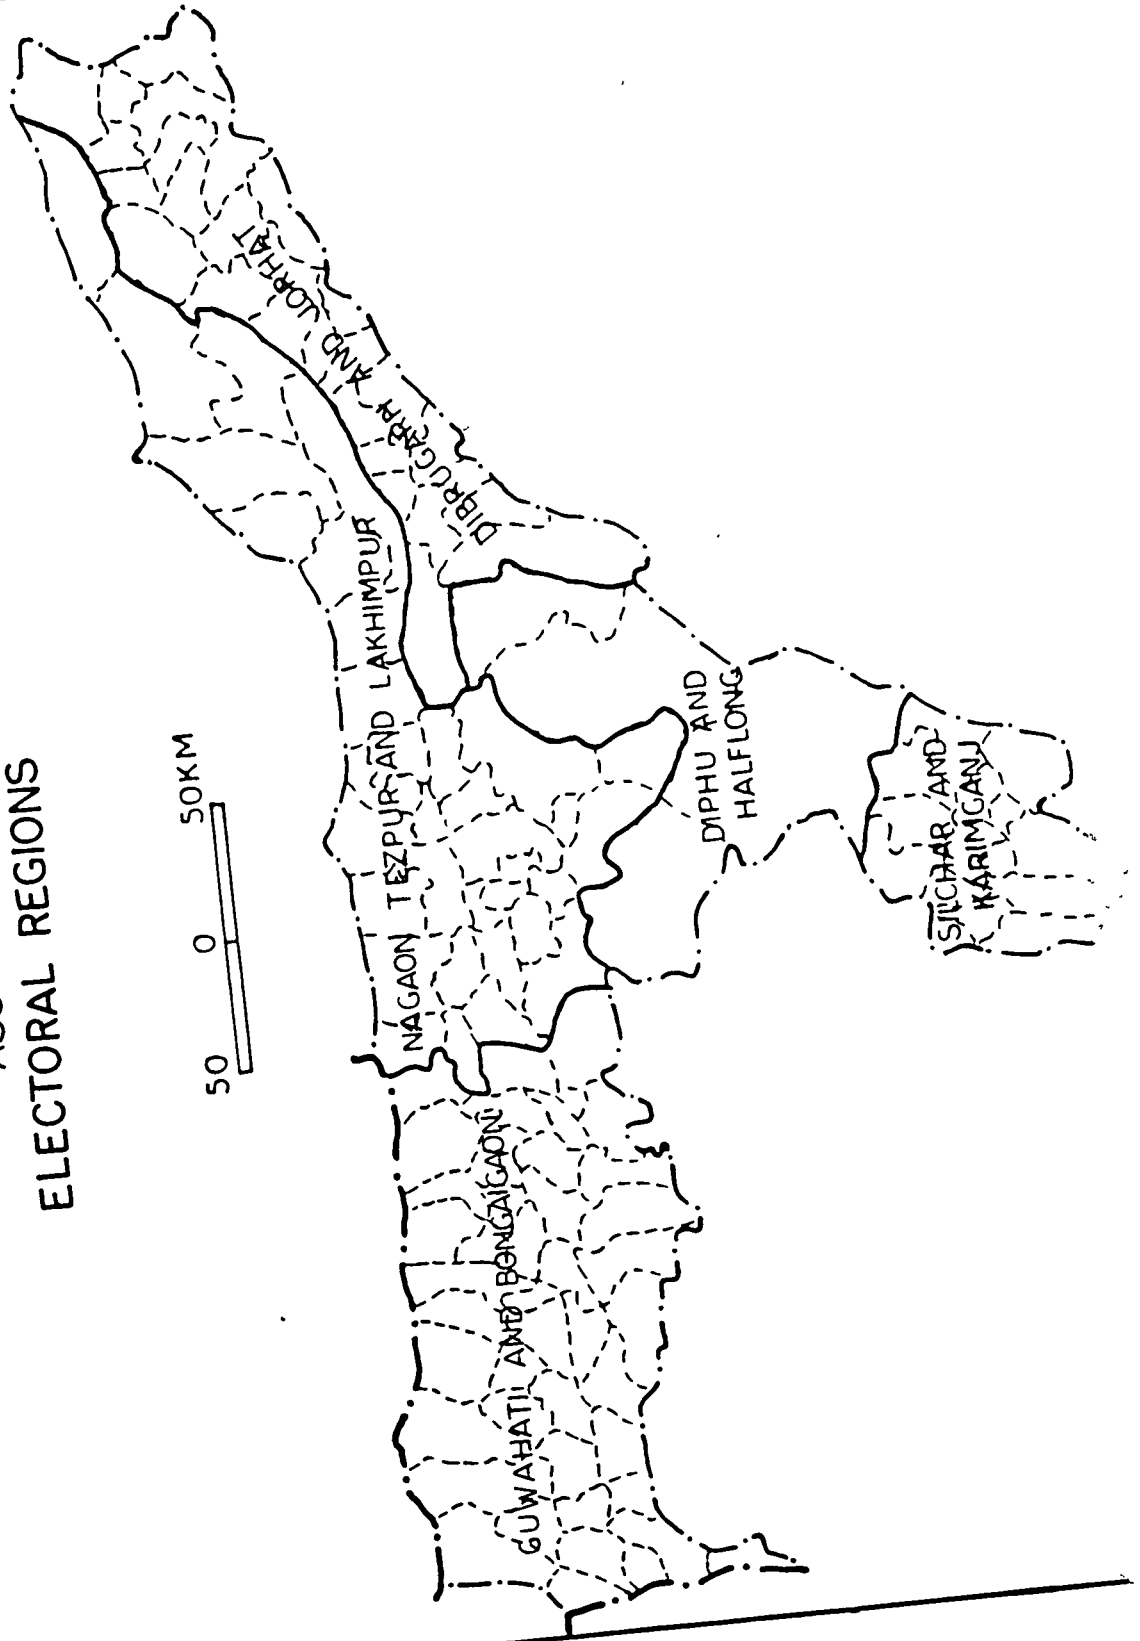 ELECTORAL REGIONS
50 0 50KM
NAGAON TEZPUR AND LAKHIMPUR
DIBRUGARH AND JORHAT
GUWAHATI AND BONGAIGAON
DIPHU AND
HALFLONG
SILCHAR AND
KARIMGANJ